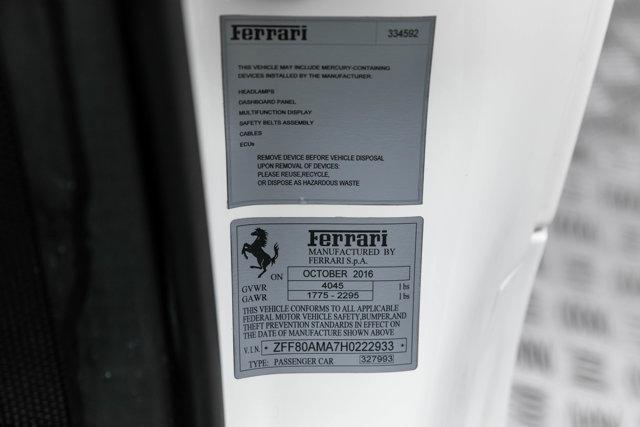 Ferrari 334592
THIS VEHICLE MAY INCLUDE MERCURY-CONTAINING
DEVICES INSTALLED BY THE MANUFACTURER:
HEADLAMPS
DASHBOARD PANEL
MULTIFUNCTION DISPLAY
SAFETY BELTS ASSEMBLY
CABLES
ECUs
REMOVE DEVICE BEFORE VEHICLE DISPOSAL
UPON REMOVAL OF DEVICES:
PLEASE REUSE,RECYCLE,
OR DISPOSE AS HAZARDOUS WASTE
Ferrari
MANUFACTURED BY
FERRARI S.p.A.
ON OCTOBER 2016
GVWR 4045 lbs
GAWR 1775 - 2295 lbs
THIS VEHICLE CONFORMS TO ALL APPLICABLE
FEDERAL MOTOR VEHICLE SAFETY,BUMPER,AND
THEFT PREVENTION STANDARDS IN EFFECT ON
THE DATE OF MANUFACTURE SHOWN ABOVE
V.I.N. * ZFF80AMA7H0222933 *
TYPE: PASSENGER CAR 327993